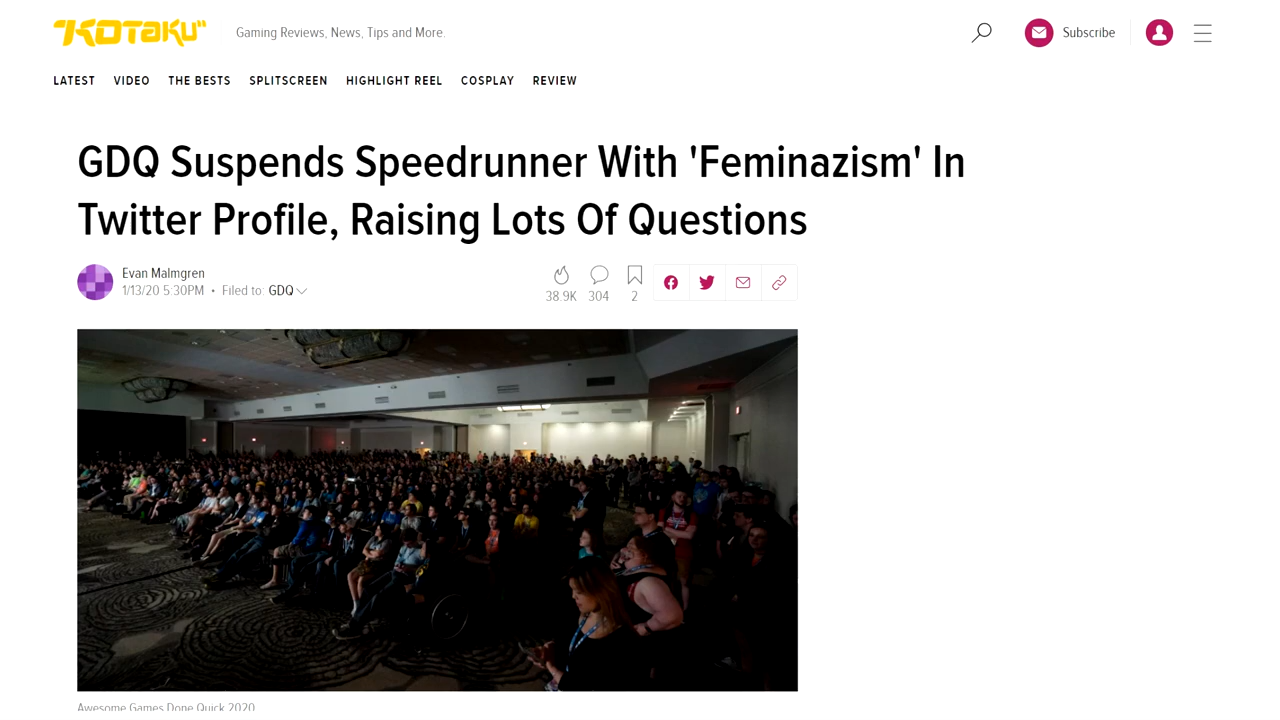 KOTAKU
Gaming Reviews, News, Tips and More.
Subscribe
LATEST VIDEO THE BESTS SPLITSCREEN HIGHLIGHT REEL COSPLAY REVIEW
GDQ Suspends Speedrunner With 'Feminazism' In
Twitter Profile, Raising Lots Of Questions
Evan Malmgren
1/13/20 5:30PM • Filed to: GDQ
38.9K 304 2
Awesome Games Done Quick 2020